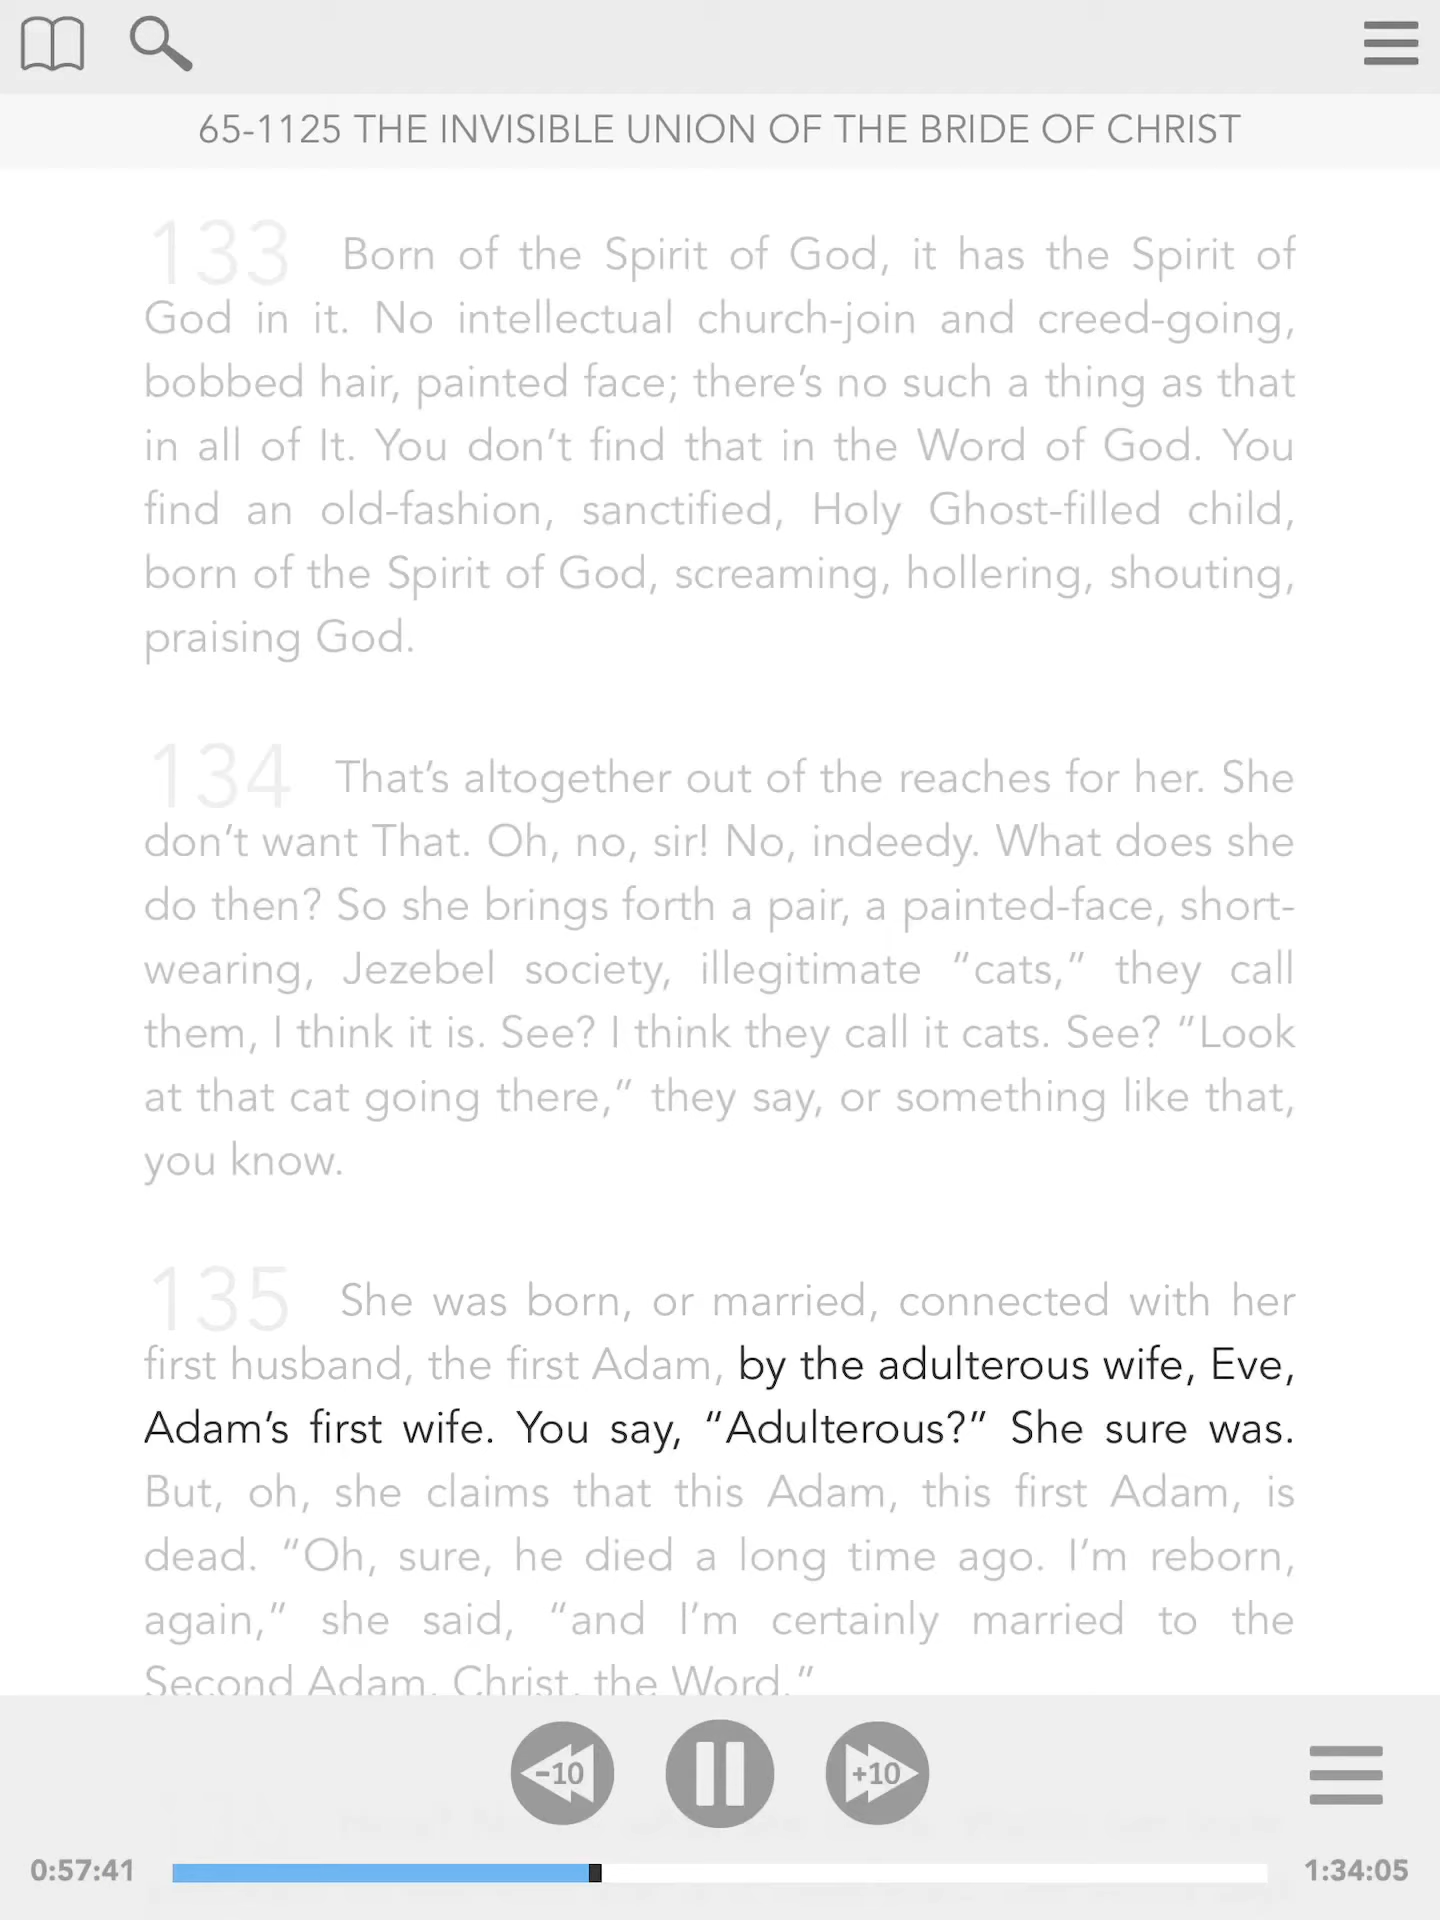 65-1125 THE INVISIBLE UNION OF THE BRIDE OF CHRIST
133 Born of the Spirit of God, it has the Spirit of
God in it. No intellectual church-join and creed-going,
bobbed hair, painted face; there’s no such a thing as that
in all of It. You don’t find that in the Word of God. You
find an old-fashion, sanctified, Holy Ghost-filled child,
born of the Spirit of God, screaming, hollering, shouting,
praising God.
134 That’s altogether out of the reaches for her. She
don’t want That. Oh, no, sir! No, indeedy. What does she
do then? So she brings forth a pair, a painted-face, short-
wearing, Jezebel society, illegitimate “cats,” they call
them, I think it is. See? I think they call it cats. See? “Look
at that cat going there,” they say, or something like that,
you know.
135 She was born, or married, connected with her
first husband, the first Adam, by the adulterous wife, Eve,
Adam’s first wife. You say, “Adulterous?” She sure was.
But, oh, she claims that this Adam, this first Adam, is
dead. “Oh, sure, he died a long time ago. I’m reborn,
again,” she said, “and I’m certainly married to the
Second Adam, Christ, the Word.”
-10 +10
0:57:41 1:34:05